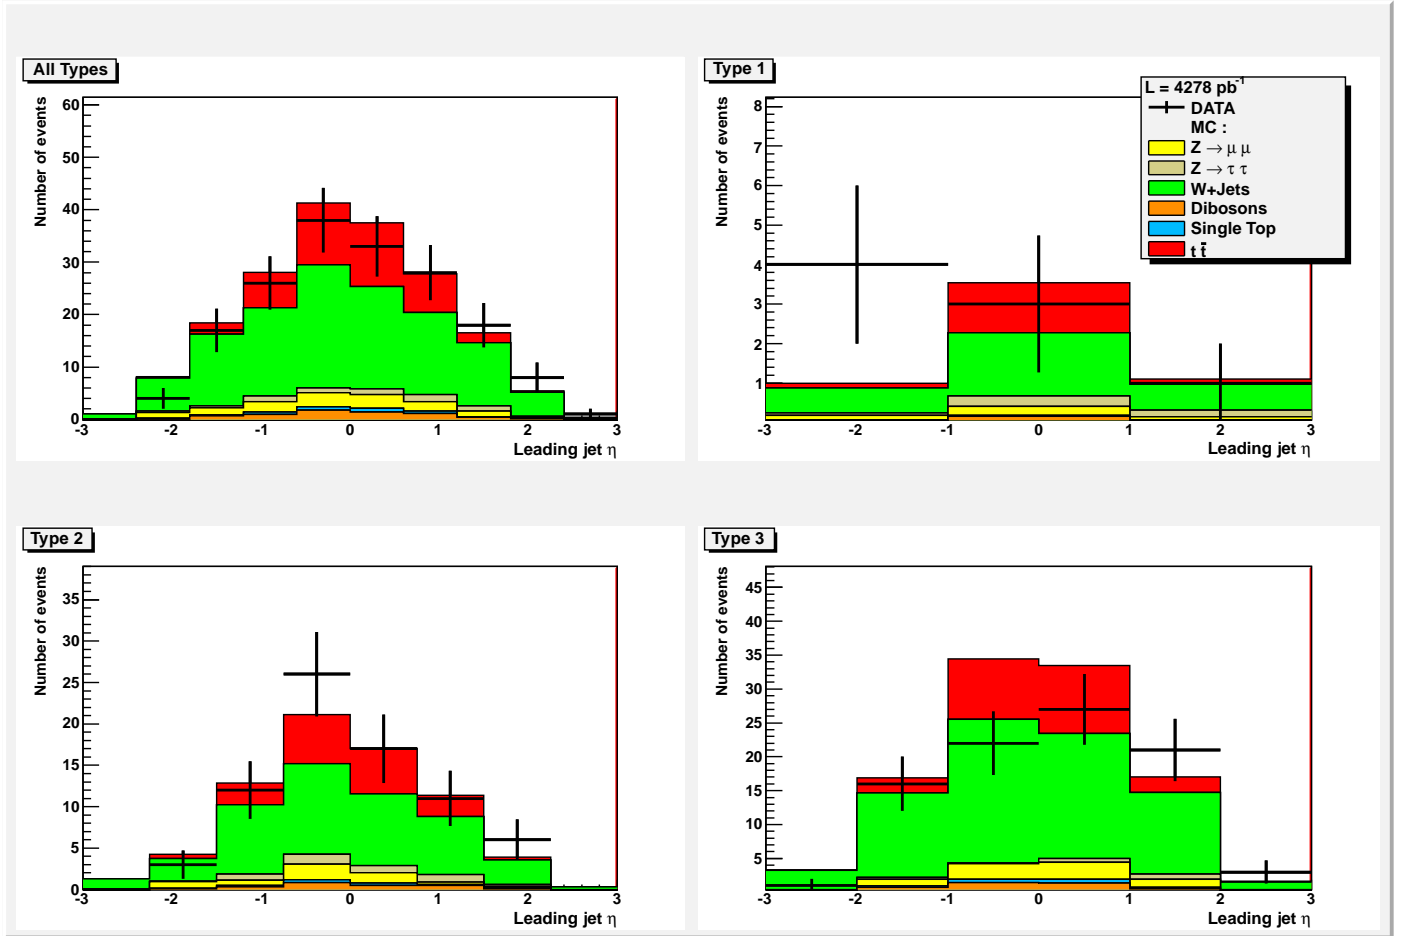 All Types
Number of events
60
50
40
30
20
10
0
-3 -2 -1 0 1 2 3
Leading jet η
Type 1
Number of events
8
7
6
5
4
3
2
1
-3 -2 -1 0 1 2 3
Leading jet η
L = 4278 pb⁻¹
DATA
MC :
Z → μ μ
Z → τ τ
W+Jets
Dibosons
Single Top
t t̄
Type 2
Number of events
35
30
25
20
15
10
5
0
-3 -2 -1 0 1 2 3
Leading jet η
Type 3
Number of events
45
40
35
30
25
20
15
10
5
-3 -2 -1 0 1 2 3
Leading jet η